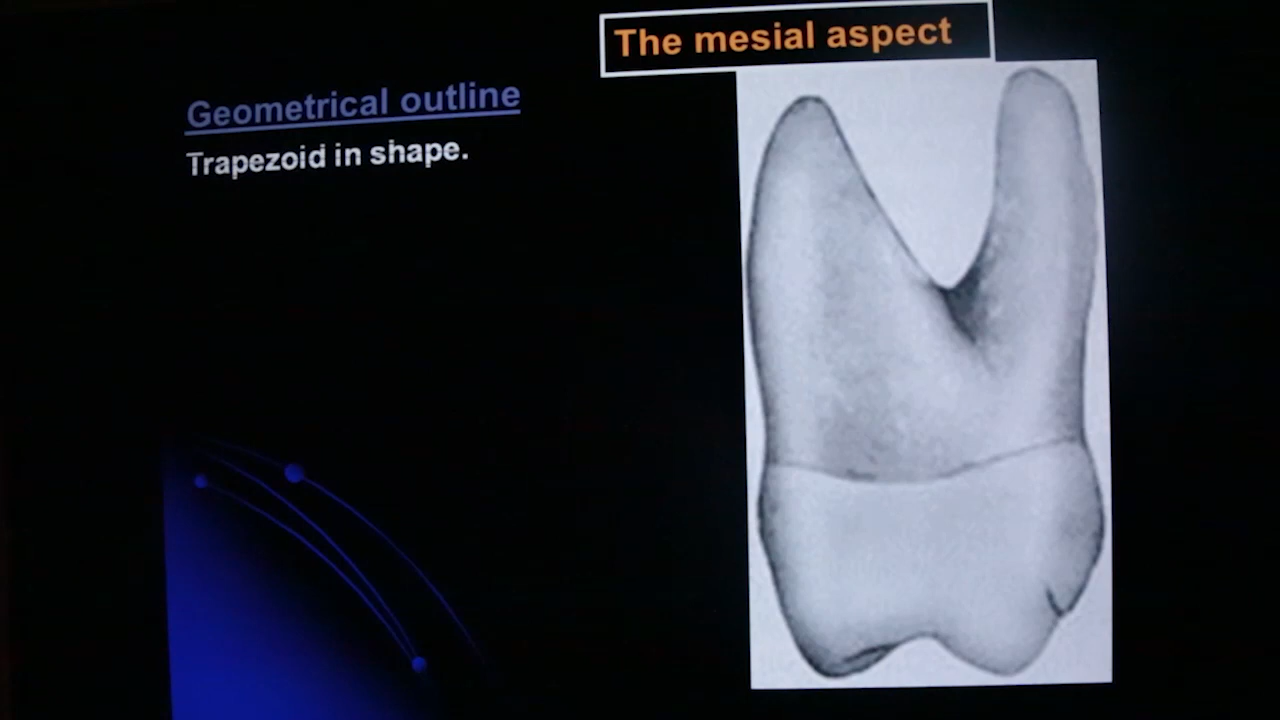 The mesial aspect
Geometrical outline
Trapezoid in shape.